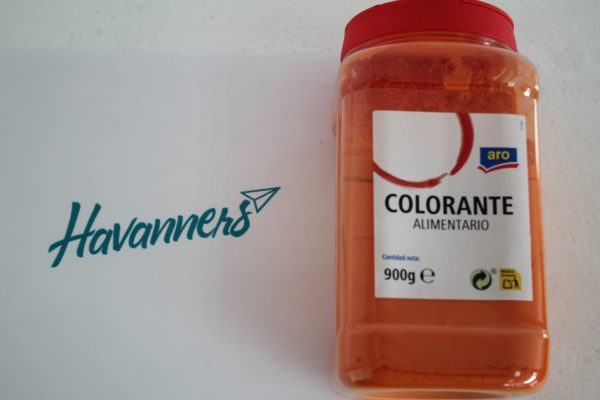 Havanners
aro
COLORANTE
ALIMENTARIO
Cantidad neta:
900g ℮